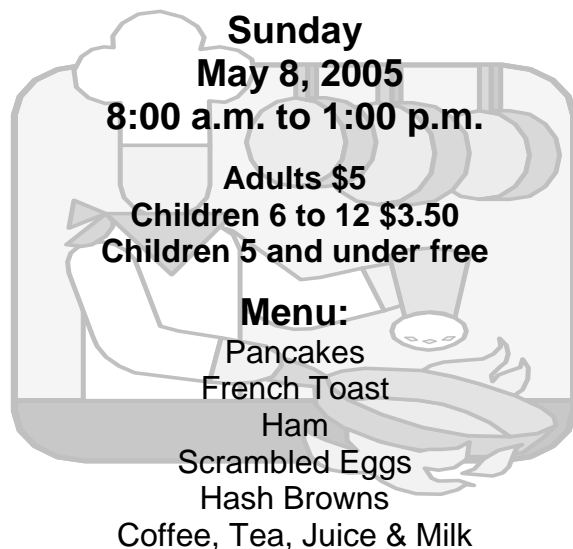 Sunday
May 8, 2005
8:00 a.m. to 1:00 p.m.
Adults $5
Children 6 to 12 $3.50
Children 5 and under free
Menu:
Pancakes
French Toast
Ham
Scrambled Eggs
Hash Browns
Coffee, Tea, Juice & Milk